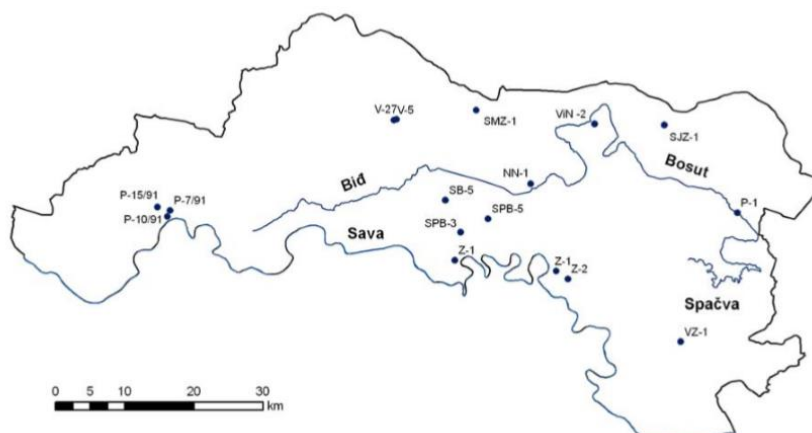 SMZ-1
V-27V-5
ViN -2
SJZ-1
Bosut
NN-1
Biđ
SB-5
P-15/91
P-7/91
P-10/91
SPB-5
P-1
SPB-3
Sava
Z-1
Z-1
Z-2
Spačva
VZ-1
0 5 10 20 30
km